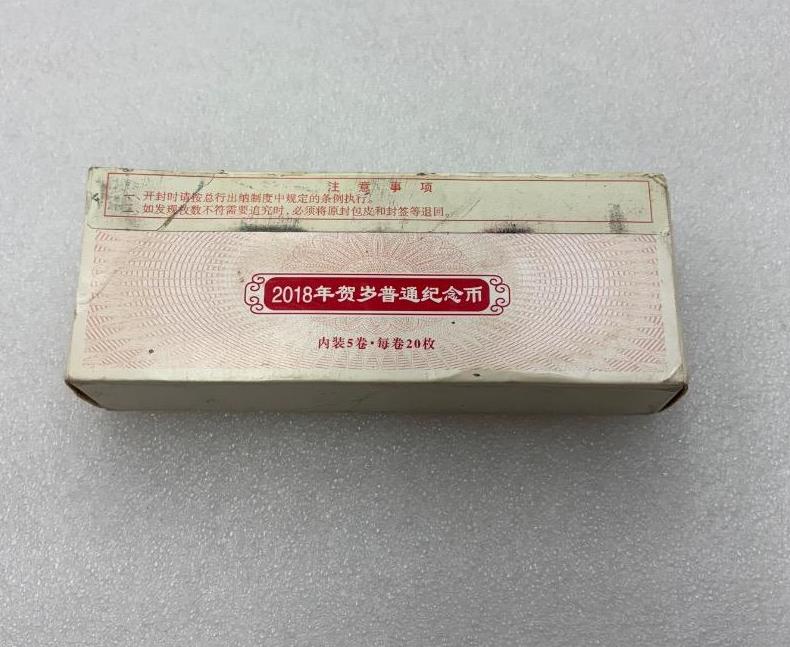 注意事项
一、开封时请按总行出纳制度中规定的条例执行。
二、如发现枚数不符需要追究时，必须将原封包皮和封签等退回。
2018年贺岁普通纪念币
内装5卷·每卷20枚